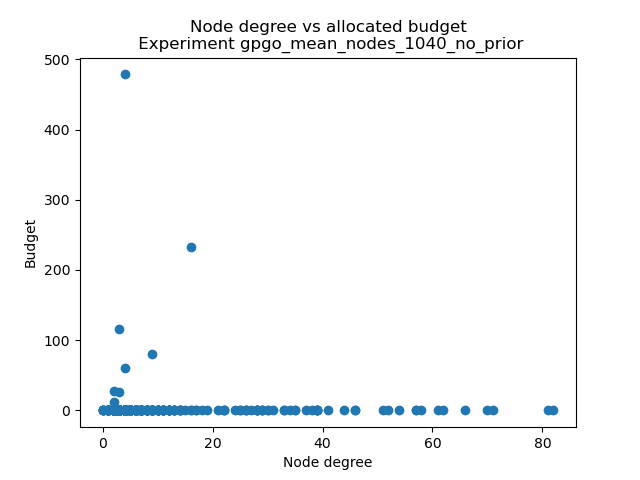 Node degree vs allocated budget
Experiment gpgo_mean_nodes_1040_no_prior
500
400
300
200
100
0
Budget
0
20
40
60
80
Node degree